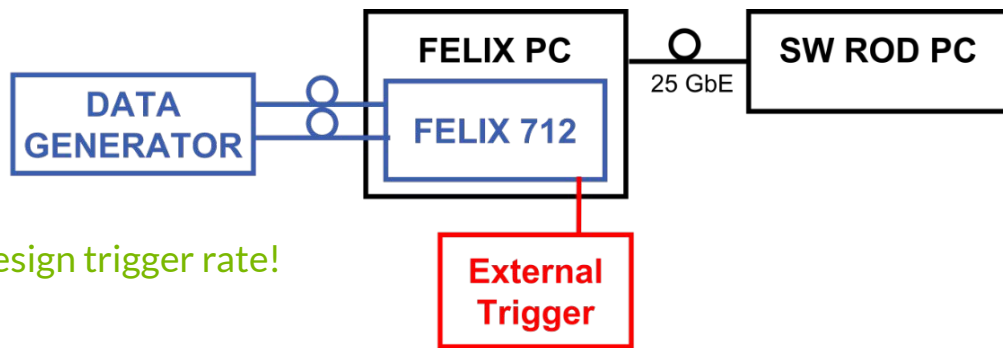 FELIX PC
SW ROD PC
25 GbE
DATA
GENERATOR
FELIX 712
esign trigger rate!
External
Trigger